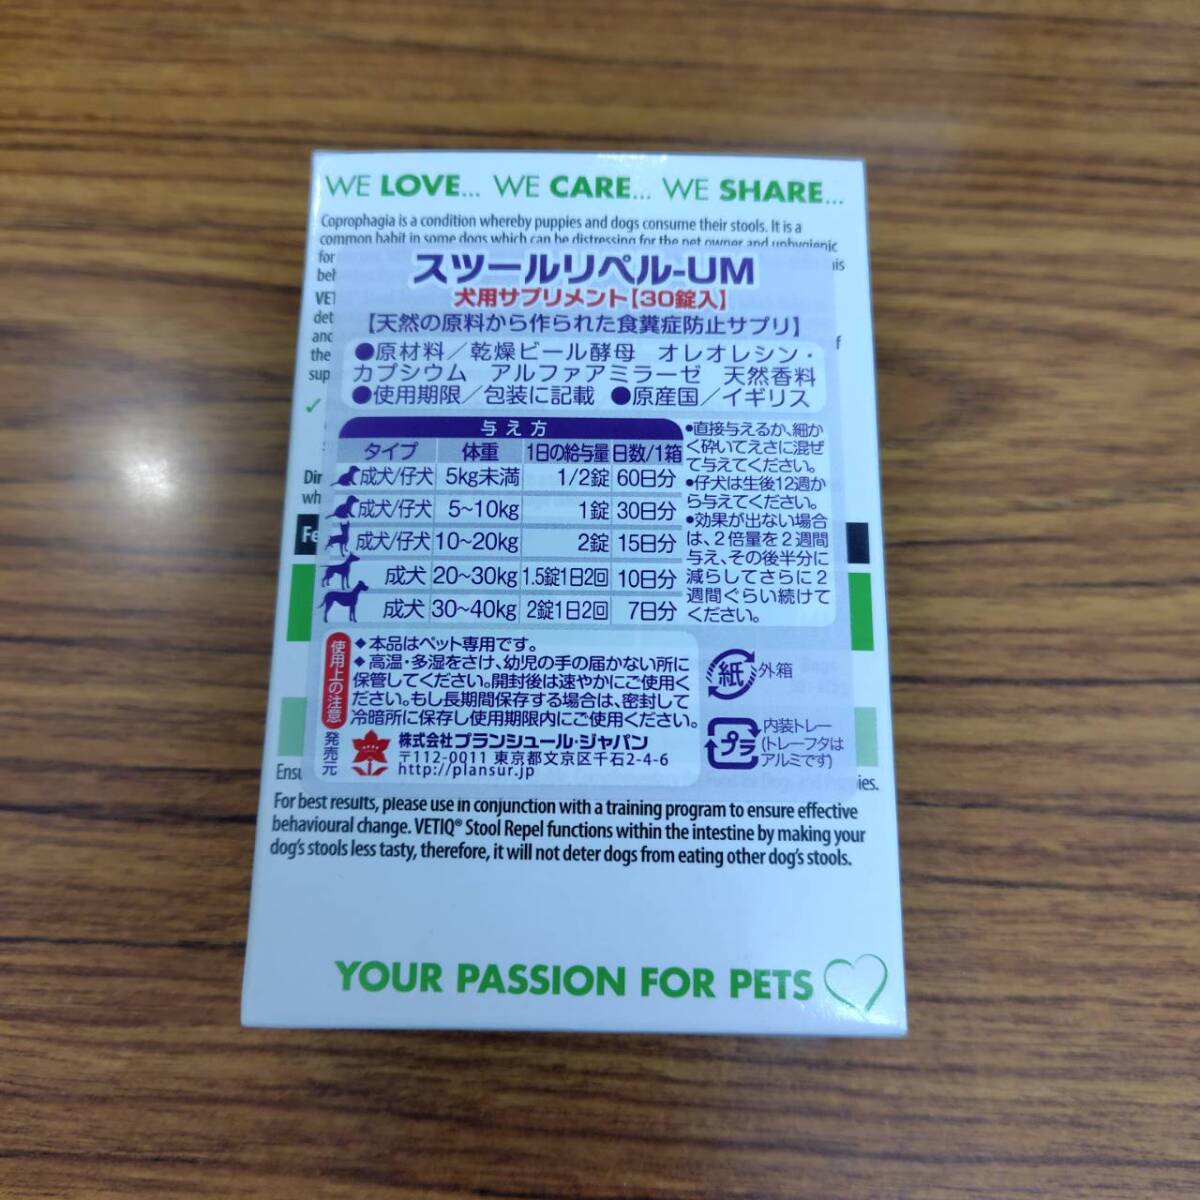 WE LOVE... WE CARE... WE SHARE...
Coprophagia is a condition whereby puppies and dogs consume their stools. It is a
common habit in some dogs which can be distressing for the pet owner and unhygienic
for
スツールリペル-UM
犬用サプリメント【30錠入】
【天然の原料から作られた食糞症防止サプリ】
●原材料／乾燥ビール酵母 オレオレシン・
カプシウム アルファアミラーゼ 天然香料
●使用期限／包装に記載 ●原産国／イギリス
与え方
タイプ 体重 1日の給与量 日数/1箱
成犬/仔犬 5kg未満 1/2錠 60日分
成犬/仔犬 5~10kg 1錠 30日分
成犬/仔犬 10~20kg 2錠 15日分
成犬 20~30kg 1.5錠1日2回 10日分
成犬 30~40kg 2錠1日2回 7日分
●直接与えるか、細か
く砕いてえさに混ぜ
て与えてください。
●仔犬は生後12週か
ら与えてください。
●効果が出ない場合
は、2倍量を2週間
与え、その後半分に
減らしてさらに2
週間ぐらい続けて
ください。
使用上の注意
◆本品はペット専用です。
◆高温・多湿をさけ、幼児の手の届かない所に
保管してください。開封後は速やかにご使用く
ださい。もし長期間保存する場合は、密封して
冷暗所に保存し使用期限内にご使用ください。
紙 外箱
プラ 内装トレー
(トレーフタは
アルミです)
発売元
株式会社プランシュール・ジャパン
〒112-0011 東京都文京区千石2-4-6
http://plansur.jp
For best results, please use in conjunction with a training program to ensure effective
behavioural change. VETIQ® Stool Repel functions within the intestine by making your
dog's stools less tasty, therefore, it will not deter dogs from eating other dog's stools.
YOUR PASSION FOR PETS